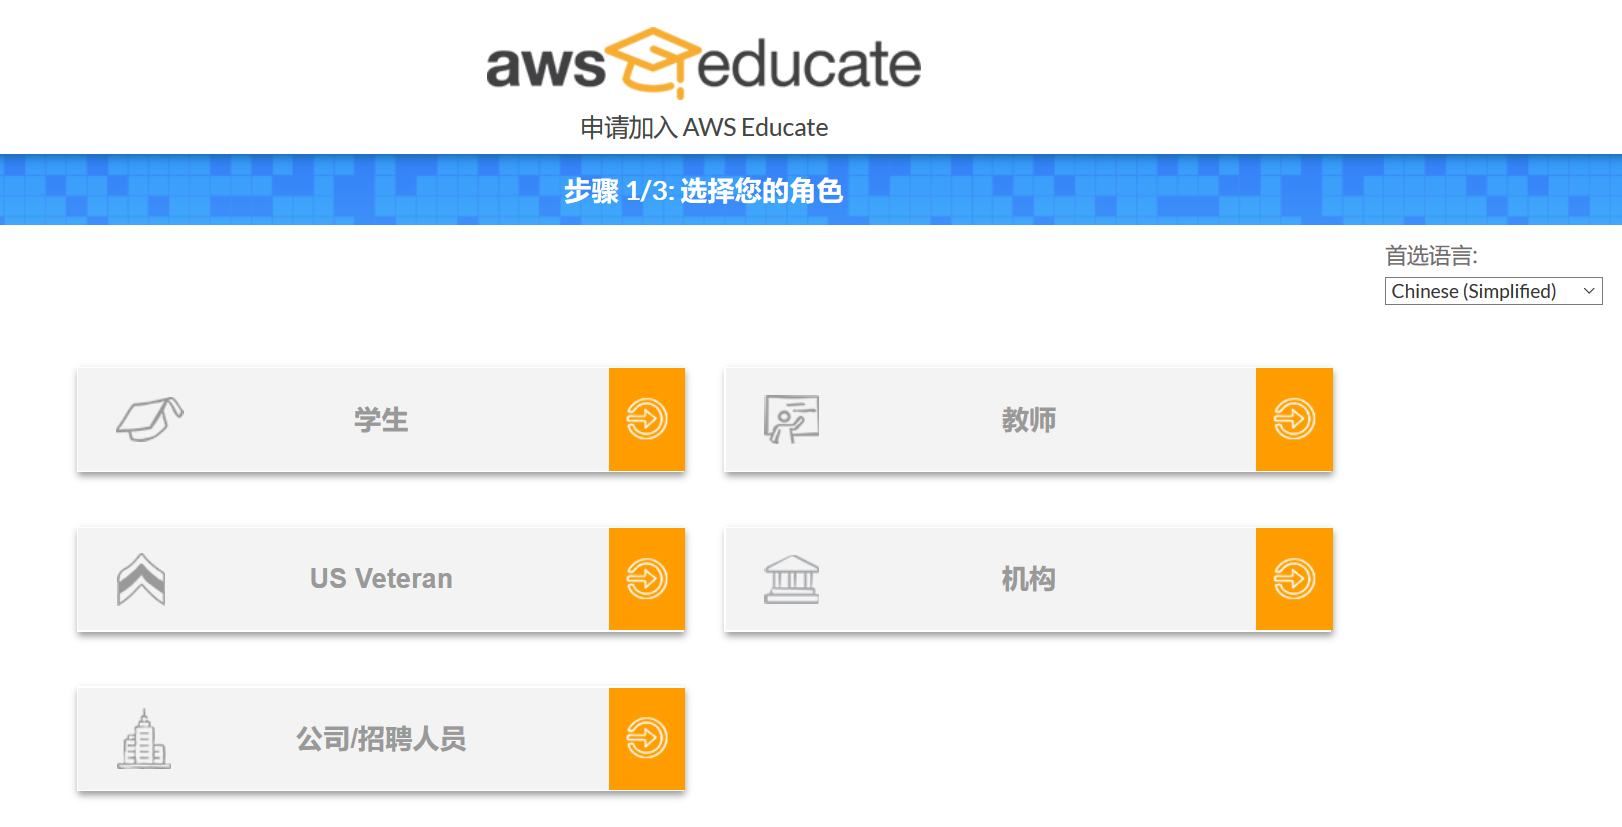 aws educate
申请加入 AWS Educate
步骤 1/3: 选择您的角色
首选语言:
Chinese (Simplified)
学生
教师
US Veteran
机构
公司/招聘人员